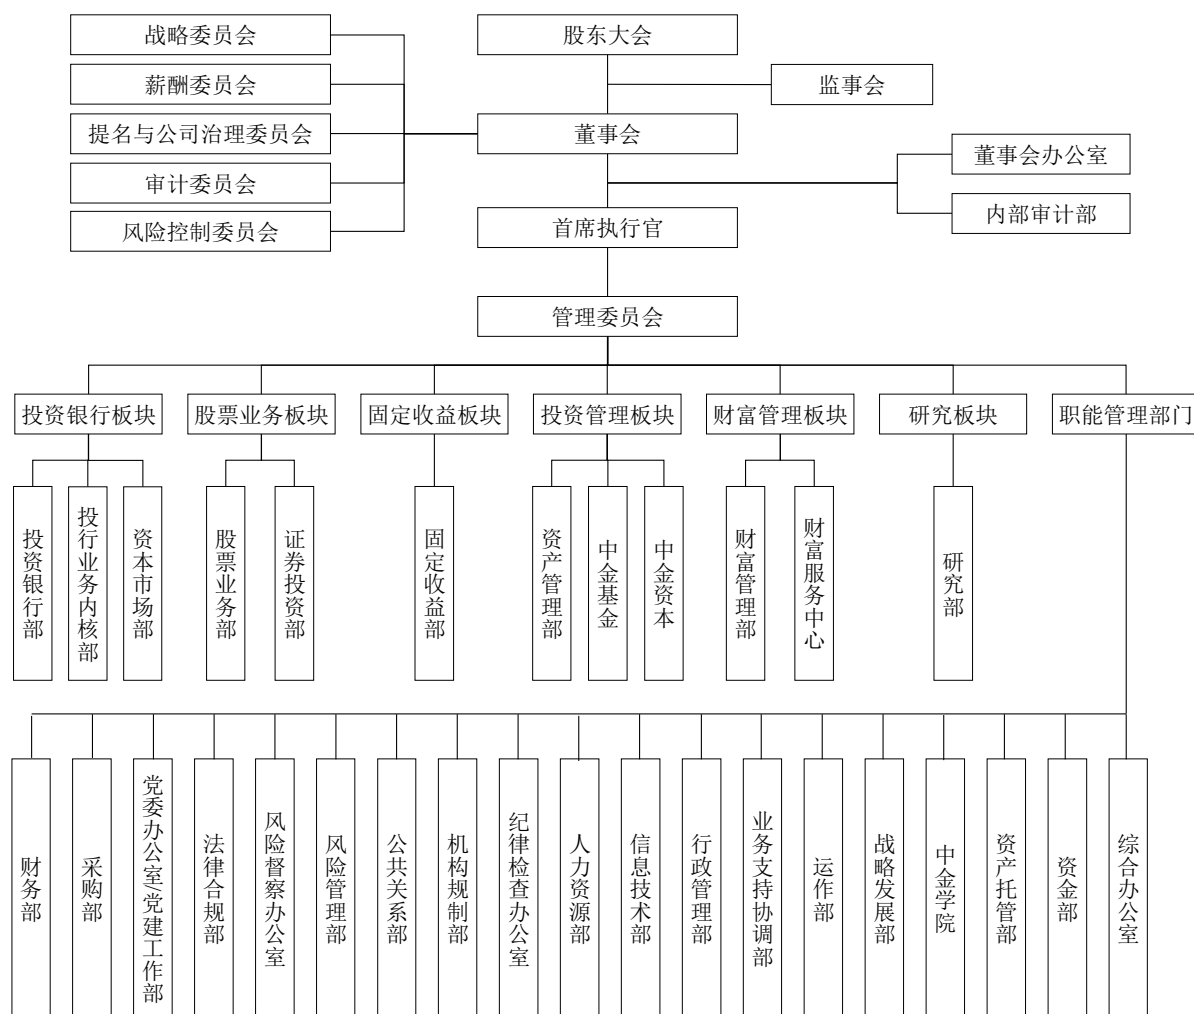 战略委员会
股东大会
薪酬委员会
监事会
提名与公司治理委员会
董事会
董事会办公室
审计委员会
内部审计部
风险控制委员会
首席执行官
管理委员会
投资银行板块
股票业务板块
固定收益板块
投资管理板块
财富管理板块
研究板块
职能管理部门
投资银行部
投行业务内核部
资本市场部
股票业务部
证券投资部
固定收益部
资产管理部
中金基金
中金资本
财富管理部
财富服务中心
研究部
财务部
采购部
党委办公室/党建工作部
法律合规部
风险督察办公室
风险管理部
公共关系部
机构规制部
纪律检查办公室
人力资源部
信息技术部
行政管理部
业务支持协调部
运作部
战略发展部
中金学院
资产托管部
资金部
综合办公室